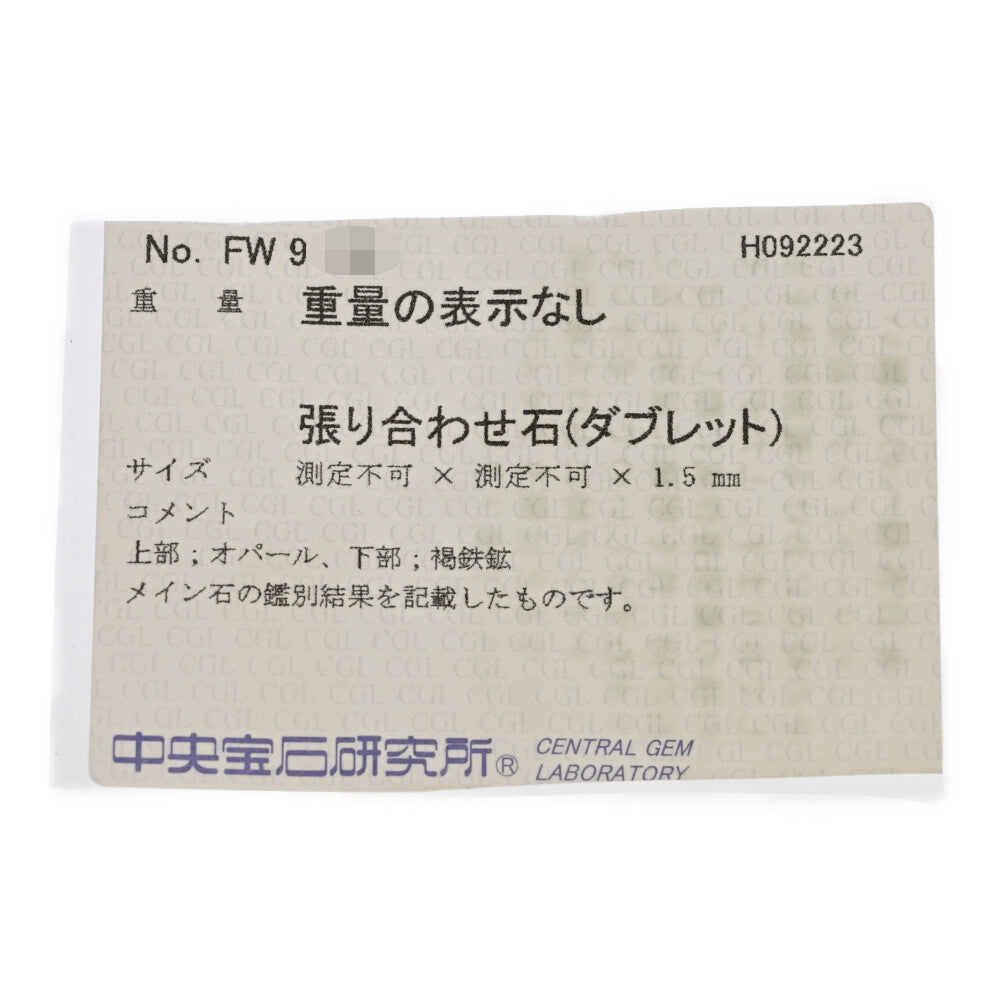 No. FW 9 H092223
重 量 重量の表示なし
張り合わせ石(ダブレット)
サイズ 測定不可 × 測定不可 × 1.5 mm
コメント
上部；オパール、下部；褐鉄鉱
メイン石の鑑別結果を記載したものです。
中央宝石研究所® CENTRAL GEM
LABORATORY